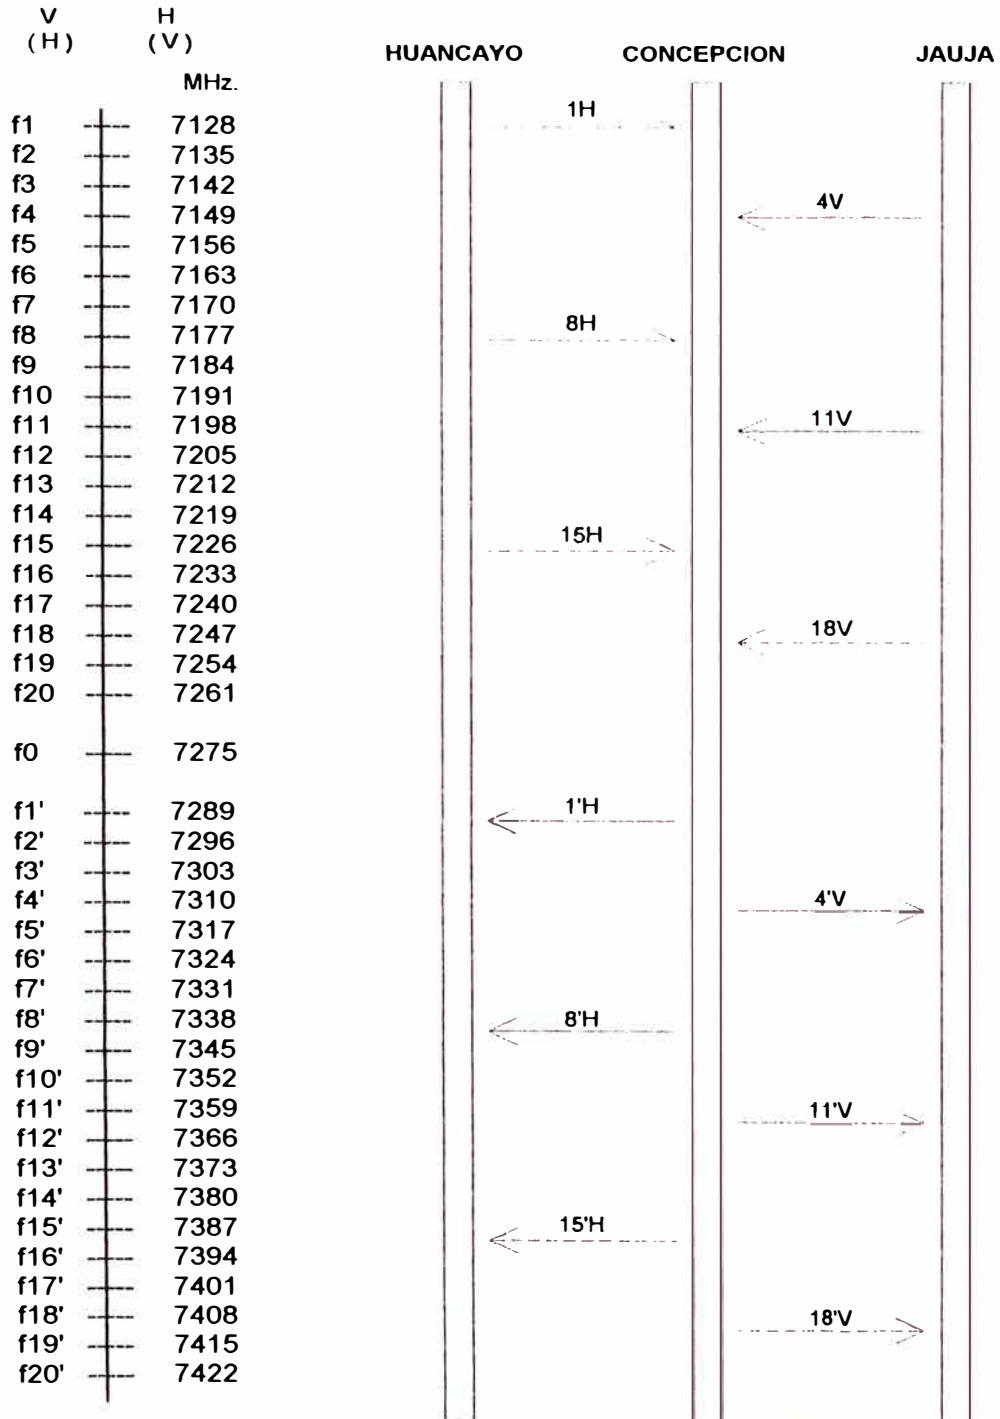 V H
(H) (V)
HUANCAYO CONCEPCION JAUJA
MHz.
1H
f1 7128
f2 7135
f3 7142
4V
f4 7149
f5 7156
f6 7163
f7 7170
8H
f8 7177
f9 7184
f10 7191
11V
f11 7198
f12 7205
f13 7212
f14 7219
15H
f15 7226
f16 7233
f17 7240
18V
f18 7247
f19 7254
f20 7261
f0 7275
1'H
f1' 7289
f2' 7296
f3' 7303
4'V
f4' 7310
f5' 7317
f6' 7324
f7' 7331
8'H
f8' 7338
f9' 7345
f10' 7352
11'V
f11' 7359
f12' 7366
f13' 7373
f14' 7380
15'H
f15' 7387
f16' 7394
f17' 7401
18'V
f18' 7408
f19' 7415
f20' 7422